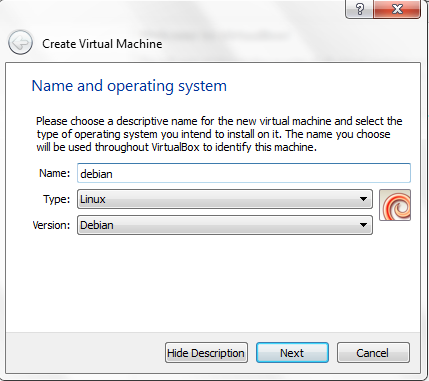 Create Virtual Machine
Name and operating system
Please choose a descriptive name for the new virtual machine and select the
type of operating system you intend to install on it. The name you choose
will be used throughout VirtualBox to identify this machine.
Name: debian
Type: Linux
Version: Debian
Hide Description Next Cancel